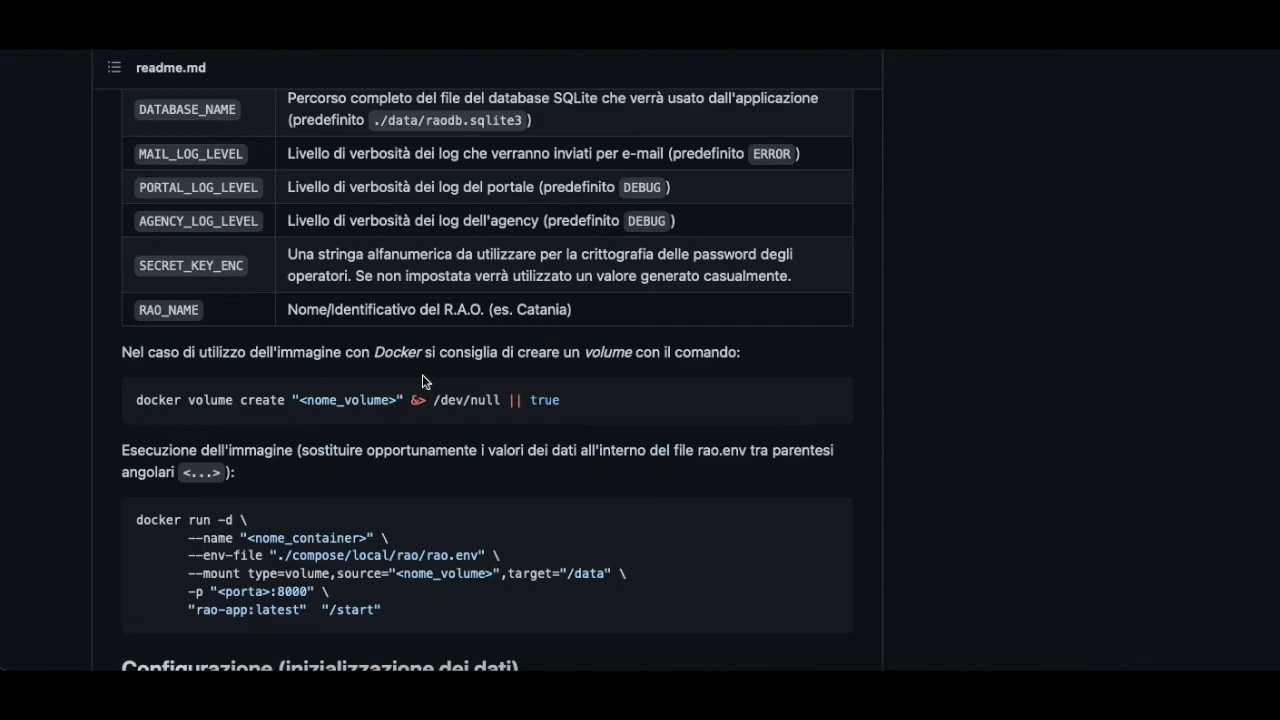 readme.md
DATABASE_NAME
Percorso completo del file del database SQLite che verrà usato dall'applicazione
(predefinito ./data/raodb.sqlite3 )
MAIL_LOG_LEVEL
Livello di verbosità dei log che verranno inviati per e-mail (predefinito ERROR )
PORTAL_LOG_LEVEL
Livello di verbosità dei log del portale (predefinito DEBUG )
AGENCY_LOG_LEVEL
Livello di verbosità dei log dell'agency (predefinito DEBUG )
SECRET_KEY_ENC
Una stringa alfanumerica da utilizzare per la crittografia delle password degli
operatori. Se non impostata verrà utilizzato un valore generato casualmente.
RAO_NAME
Nome/Identificativo del R.A.O. (es. Catania)
Nel caso di utilizzo dell'immagine con Docker si consiglia di creare un volume con il comando:
docker volume create "<nome_volume>" &> /dev/null || true
Esecuzione dell'immagine (sostituire opportunamente i valori dei dati all'interno del file rao.env tra parentesi
angolari <...> ):
docker run -d \
--name "<nome_container>" \
--env-file "./compose/local/rao/rao.env" \
--mount type=volume,source="<nome_volume>",target="/data" \
-p "<porta>:8000" \
"rao-app:latest" "/start"
Configurazione (inizializzazione dei dati)